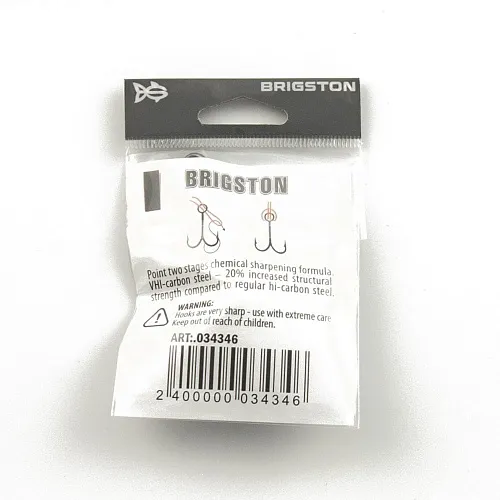 BRIGSTON
BRIGSTON
Point two stages chemical sharpening formula.
VHI-carbon steel – 20% increased structural
strength compared to regular hi-carbon steel.
WARNING:
Hooks are very sharp - use with extreme care
Keep out of reach of children.
ART:.034346
2 400000 034346